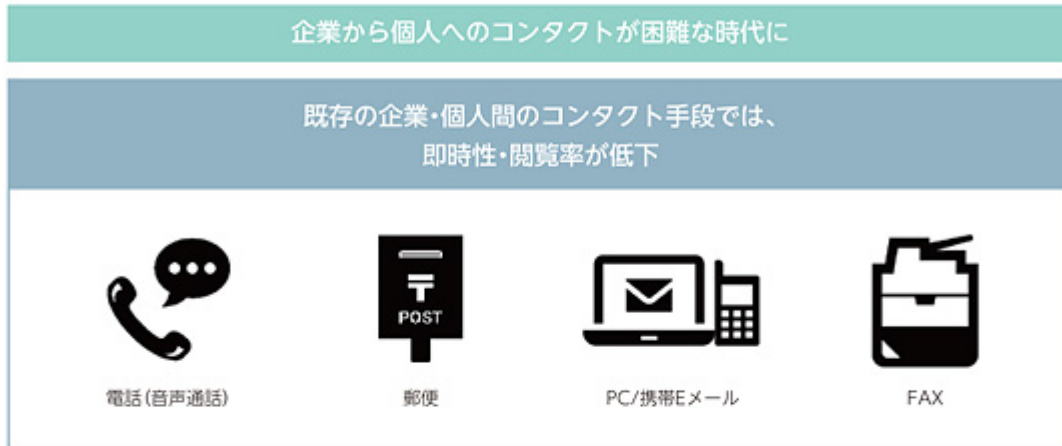 企業から個人へのコンタクトが困難な時代に
既存の企業・個人間のコンタクト手段では、
即時性・閲覧率が低下
〒
POST
電話(音声通話)
郵便
PC/携帯Eメール
FAX